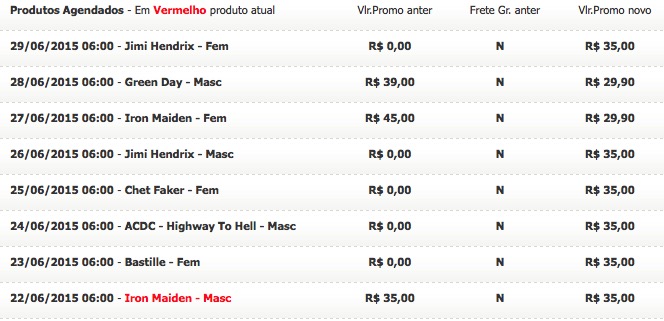 Produtos Agendados - Em Vermelho produto atual Vlr.Promo anter Frete Gr. anter Vlr.Promo novo
29/06/2015 06:00 - Jimi Hendrix - Fem R$ 0,00 N R$ 35,00
28/06/2015 06:00 - Green Day - Masc R$ 39,00 N R$ 29,90
27/06/2015 06:00 - Iron Maiden - Fem R$ 45,00 N R$ 29,90
26/06/2015 06:00 - Jimi Hendrix - Masc R$ 0,00 N R$ 35,00
25/06/2015 06:00 - Chet Faker - Fem R$ 0,00 N R$ 35,00
24/06/2015 06:00 - ACDC - Highway To Hell - Masc R$ 0,00 N R$ 35,00
23/06/2015 06:00 - Bastille - Fem R$ 0,00 N R$ 35,00
22/06/2015 06:00 - Iron Maiden - Masc R$ 35,00 N R$ 35,00